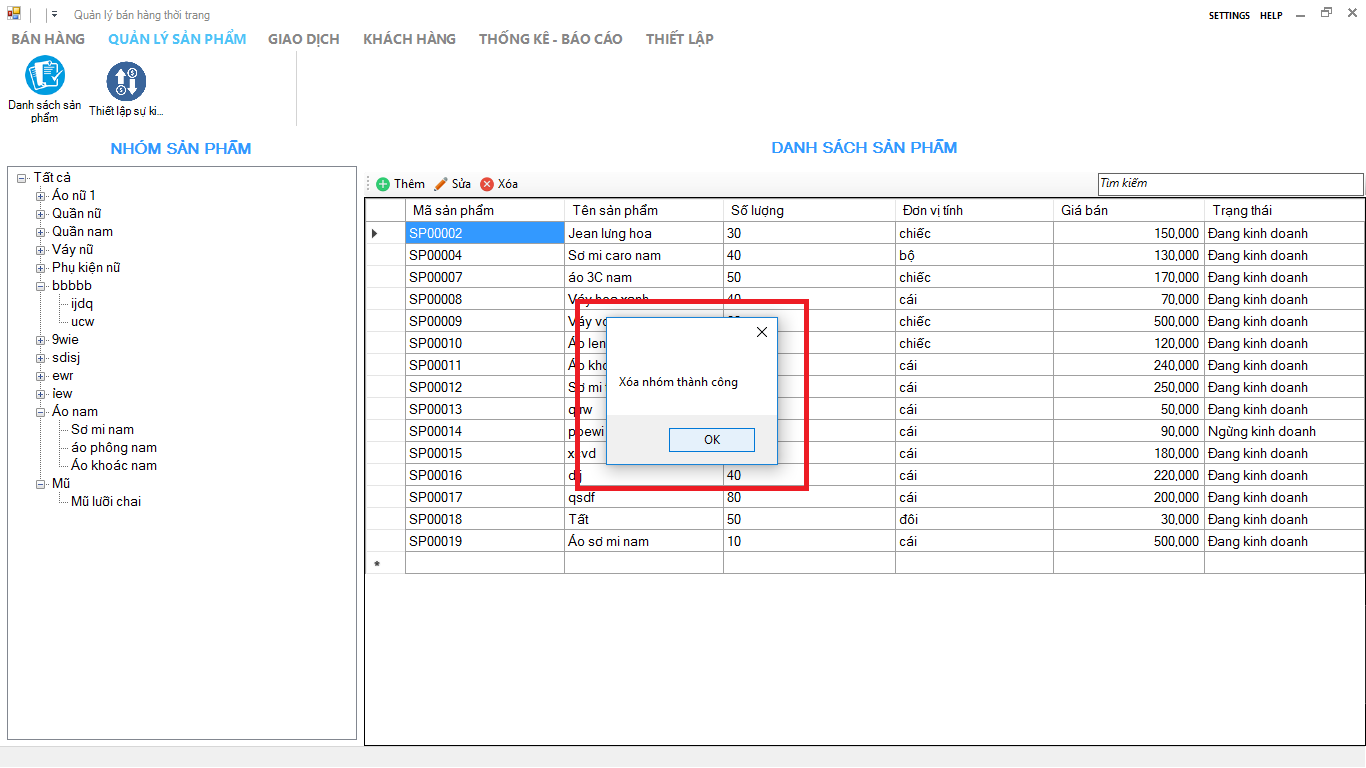 Quản lý bán hàng thời trang
SETTINGS HELP
BÁN HÀNG QUẢN LÝ SẢN PHẨM GIAO DỊCH KHÁCH HÀNG THỐNG KÊ - BÁO CÁO THIẾT LẬP
Danh sách sản phẩm
Thiết lập sự ki...
NHÓM SẢN PHẨM
DANH SÁCH SẢN PHẨM
Tất cả
Áo nữ 1
Quần nữ
Quần nam
Váy nữ
Phụ kiện nữ
bbbbb
ijdq
ucw
9wie
sdisj
ewr
iew
Áo nam
Sơ mi nam
áo phông nam
Áo khoác nam
Mũ
Mũ lưỡi chai
Thêm Sửa Xóa
Tìm kiếm
Mã sản phẩm Tên sản phẩm Số lượng Đơn vị tính Giá bán Trạng thái
SP00002 Jean lưng hoa 30 chiếc 150,000 Đang kinh doanh
SP00004 Sơ mi caro nam 40 bộ 130,000 Đang kinh doanh
SP00007 áo 3C nam 50 chiếc 170,000 Đang kinh doanh
SP00008 Váy hoa xanh 40 cái 70,000 Đang kinh doanh
SP00009 Váy chiếc 500,000 Đang kinh doanh
SP00010 Áo len chiếc 120,000 Đang kinh doanh
SP00011 Áo cái 240,000 Đang kinh doanh
SP00012 Sơ mi cái 250,000 Đang kinh doanh
SP00013 cái 50,000 Đang kinh doanh
SP00014 cái 90,000 Ngừng kinh doanh
SP00015 cái 180,000 Đang kinh doanh
SP00016 40 cái 220,000 Đang kinh doanh
SP00017 qsdf 80 cái 200,000 Đang kinh doanh
SP00018 Tất 50 đôi 30,000 Đang kinh doanh
SP00019 Áo sơ mi nam 10 cái 500,000 Đang kinh doanh
Xóa nhóm thành công
OK